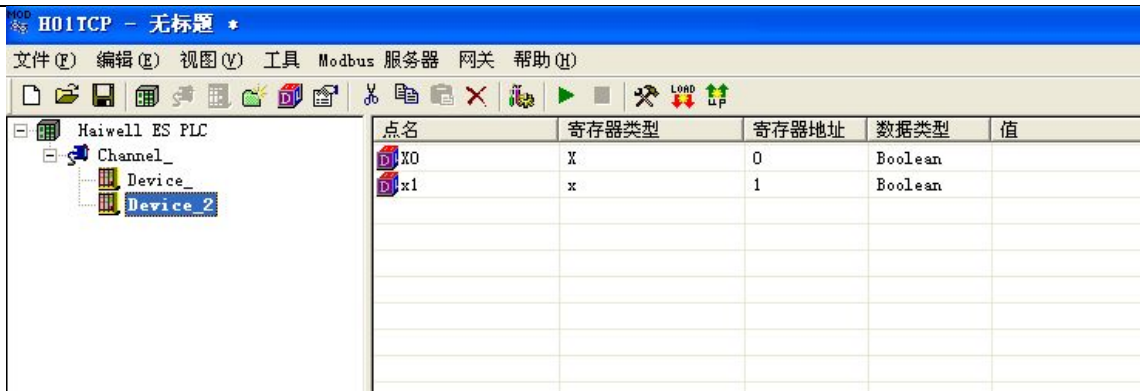 H01TCP - 无标题 *
文件(F) 编辑(E) 视图(V) 工具 Modbus 服务器 网关 帮助(H)
Haiwell ES PLC
Channel_
Device_
Device_2
点名 寄存器类型 寄存器地址 数据类型 值
X0 X 0 Boolean
x1 x 1 Boolean